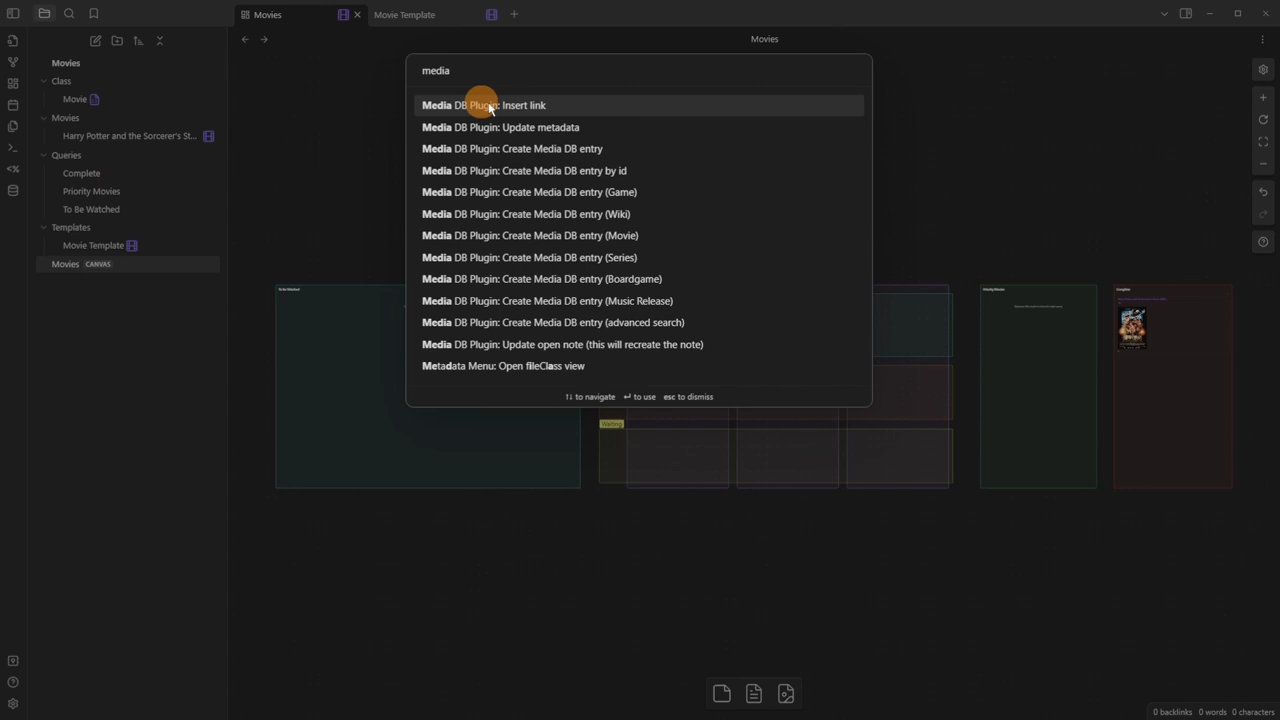 Movies
Movie Template
Movies
media
Media DB Plugin: Insert link
Media DB Plugin: Update metadata
Media DB Plugin: Create Media DB entry
Media DB Plugin: Create Media DB entry by id
Media DB Plugin: Create Media DB entry (Game)
Media DB Plugin: Create Media DB entry (Wiki)
Media DB Plugin: Create Media DB entry (Movie)
Media DB Plugin: Create Media DB entry (Series)
Media DB Plugin: Create Media DB entry (Boardgame)
Media DB Plugin: Create Media DB entry (Music Release)
Media DB Plugin: Create Media DB entry (advanced search)
Media DB Plugin: Update open note (this will recreate the note)
Metadata Menu: Open fileClass view
to navigate to use esc to dismiss
Movies
Class
Movie
Movies
Harry Potter and the Sorcerer's St...
Queries
Complete
Priority Movies
To Be Watched
Templates
Movie Template
Movies CANVAS
To Be Watched
Priority Movies
Complete
Waiting
0 backlinks 0 words 0 characters